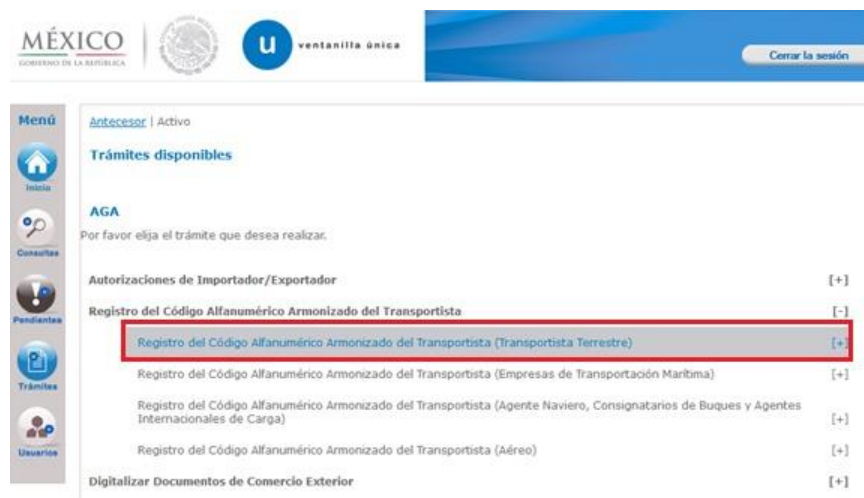 MÉXICO
GOBIERNO DE LA REPÚBLICA
u
ventanilla única
Cerrar la sesión
Menú
Inicio
Consultas
Pendientes
Trámites
Usuarios
Antecesor | Activo
Trámites disponibles
AGA
Por favor elija el trámite que desea realizar.
Autorizaciones de Importador/Exportador [+]
Registro del Código Alfanumérico Armonizado del Transportista [-]
Registro del Código Alfanumérico Armonizado del Transportista (Transportista Terrestre) [+]
Registro del Código Alfanumérico Armonizado del Transportista (Empresas de Transportación Marítima) [+]
Registro del Código Alfanumérico Armonizado del Transportista (Agente Naviero, Consignatarios de Buques y Agentes
Internacionales de Carga) [+]
Registro del Código Alfanumérico Armonizado del Transportista (Aéreo) [+]
Digitalizar Documentos de Comercio Exterior [+]